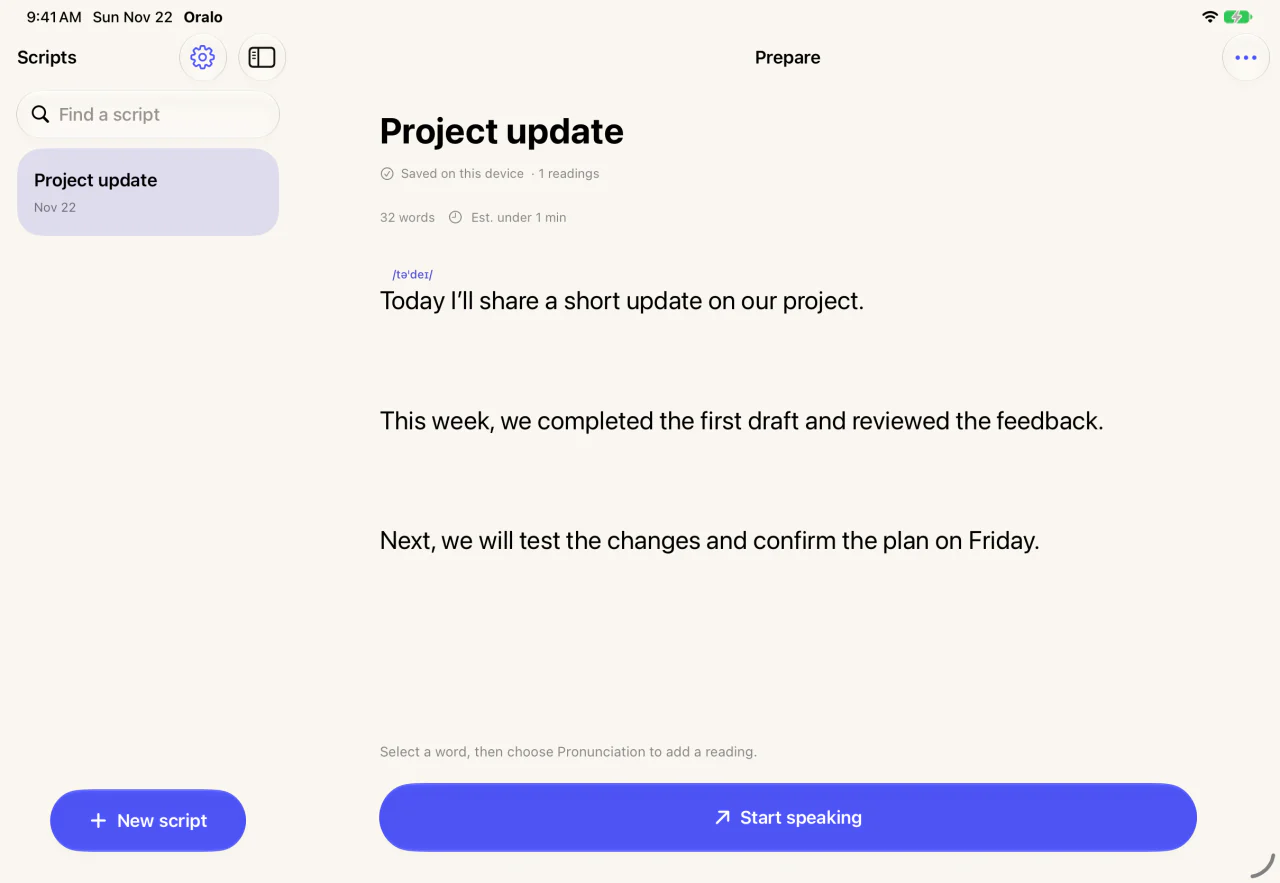 9:41 AM Sun Nov 22 Oralo
Scripts
Prepare
Find a script
Project update
Nov 22
Project update
Saved on this device · 1 readings
32 words Est. under 1 min
/təˈdeɪ/
Today I’ll share a short update on our project.
This week, we completed the first draft and reviewed the feedback.
Next, we will test the changes and confirm the plan on Friday.
Select a word, then choose Pronunciation to add a reading.
New script
Start speaking